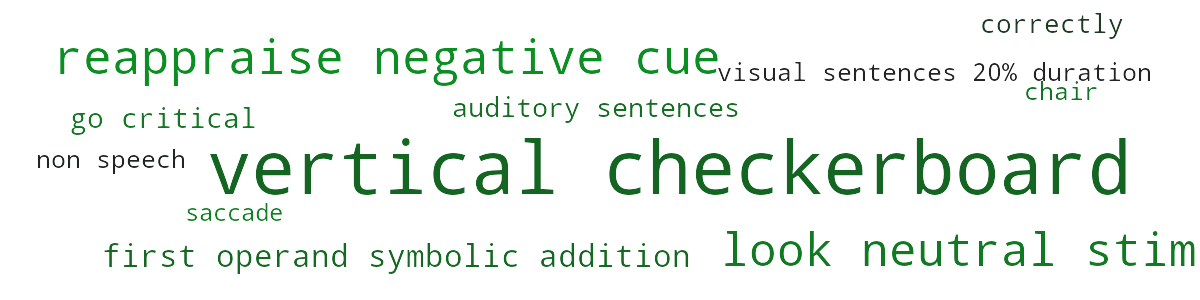 correctly
reappraise negative cue
visual sentences 20% duration
chair
auditory sentences
go critical
non speech
vertical checkerboard
saccade
first operand symbolic addition
look neutral stim